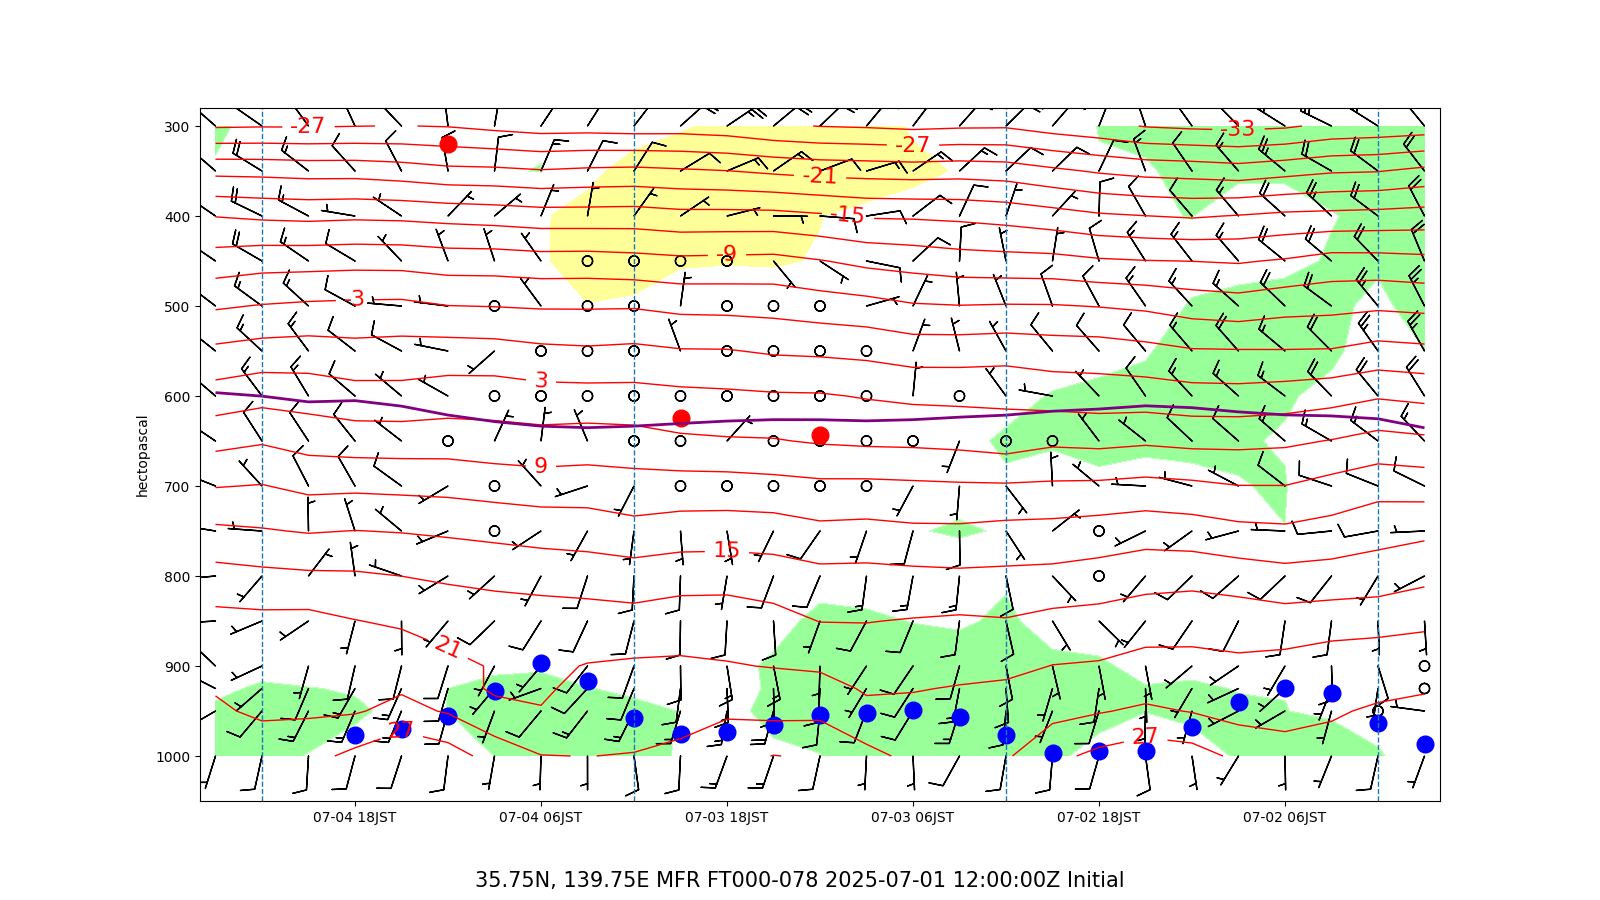 300
400
500
600
700
800
900
1000
hectopascal
-27
-33
-27
-21
-15
-9
-3
3
9
15
21
27
27
07-04 18JST
07-04 06JST
07-03 18JST
07-03 06JST
07-02 18JST
07-02 06JST
35.75N, 139.75E MFR FT000-078 2025-07-01 12:00:00Z Initial